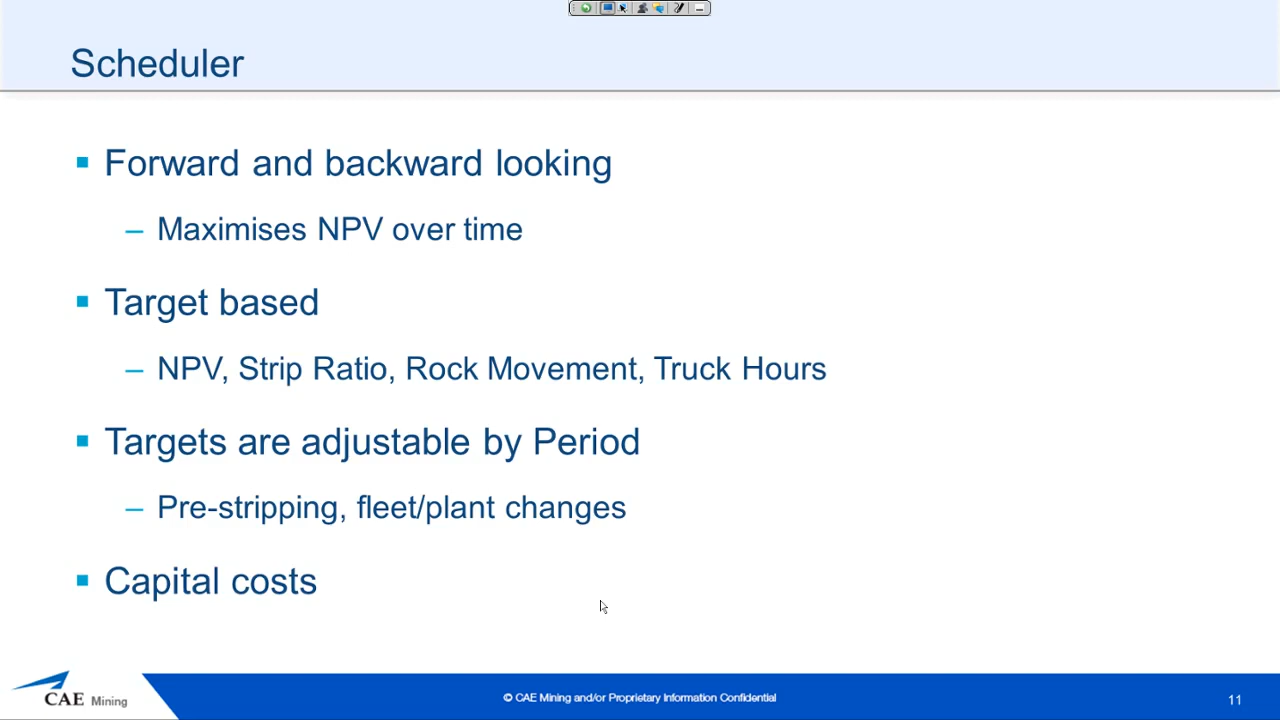 Scheduler
Forward and backward looking
– Maximises NPV over time
Target based
– NPV, Strip Ratio, Rock Movement, Truck Hours
Targets are adjustable by Period
– Pre-stripping, fleet/plant changes
Capital costs
CAE Mining
© CAE Mining and/or Proprietary Information Confidential
11